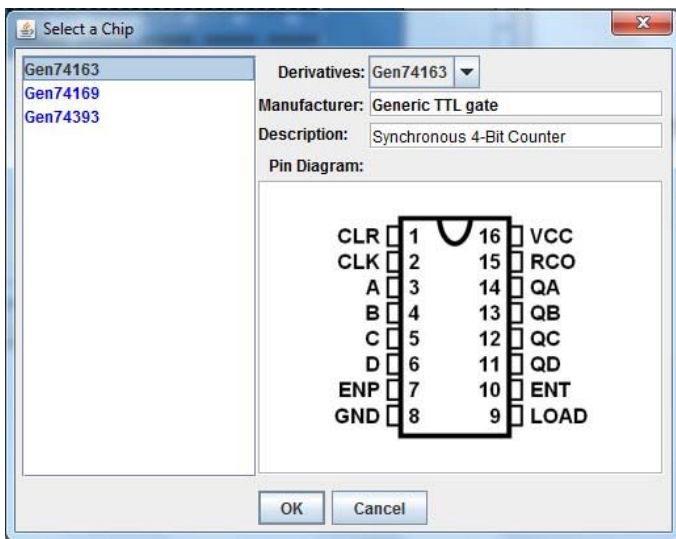 Select a Chip
Gen74163
Gen74169
Gen74393
Derivatives: Gen74163
Manufacturer: Generic TTL gate
Description: Synchronous 4-Bit Counter
Pin Diagram:
CLR 1 16 VCC
CLK 2 15 RCO
A 3 14 QA
B 4 13 QB
C 5 12 QC
D 6 11 QD
ENP 7 10 ENT
GND 8 9 LOAD
OK Cancel